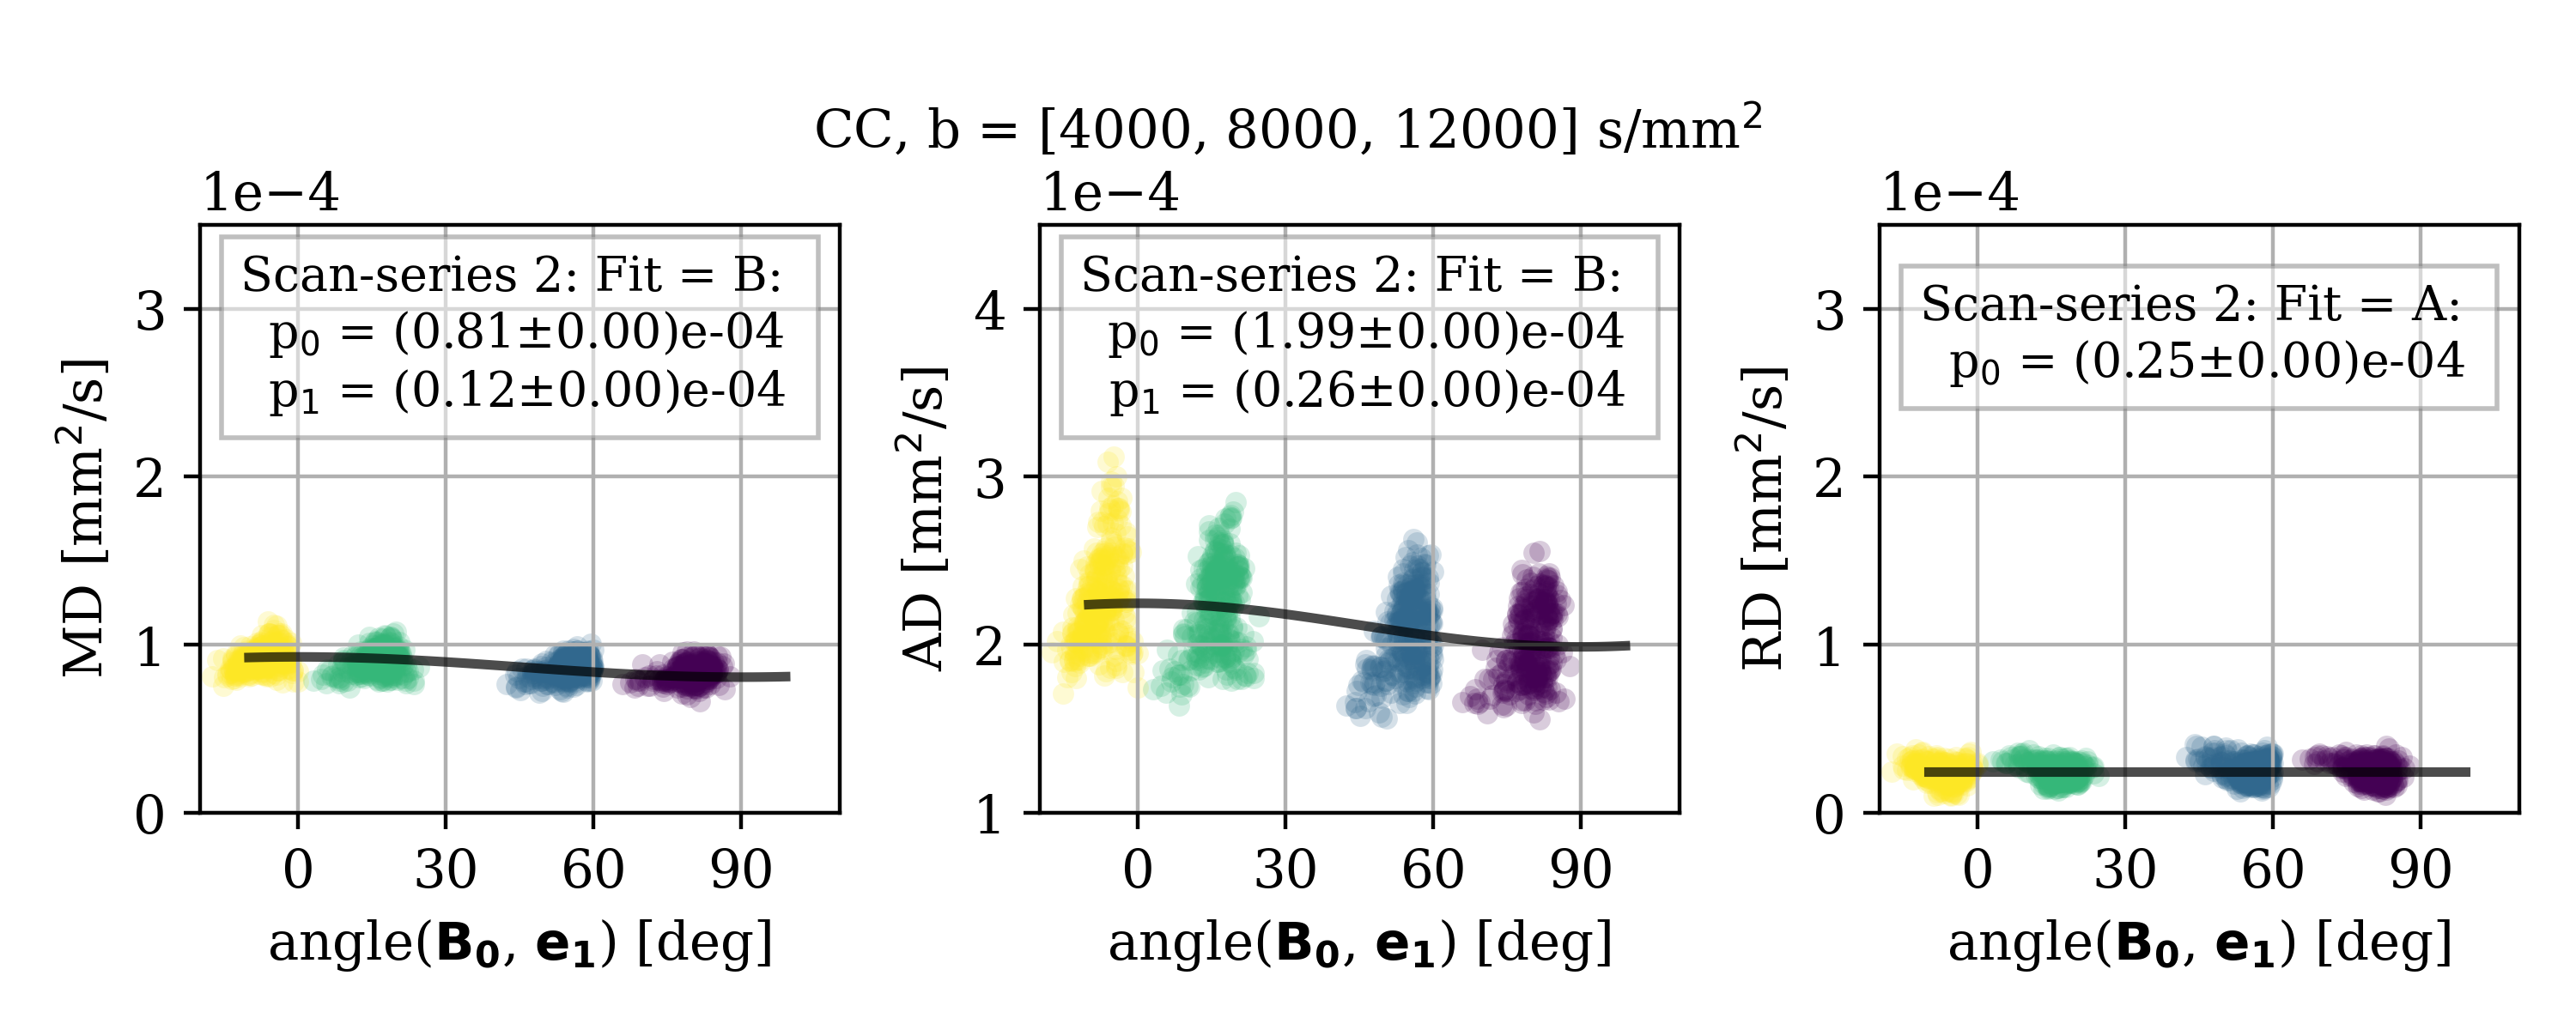 CC, b = [4000, 8000, 12000] s/mm²
1e−4
Scan-series 2: Fit = B:
p₀ = (0.81±0.00)e-04
p₁ = (0.12±0.00)e-04
3
2
1
0
MD [mm²/s]
0 30 60 90
angle(B₀, e₁) [deg]
1e−4
Scan-series 2: Fit = B:
p₀ = (1.99±0.00)e-04
p₁ = (0.26±0.00)e-04
4
3
2
1
AD [mm²/s]
0 30 60 90
angle(B₀, e₁) [deg]
1e−4
Scan-series 2: Fit = A:
p₀ = (0.25±0.00)e-04
3
2
1
0
RD [mm²/s]
0 30 60 90
angle(B₀, e₁) [deg]